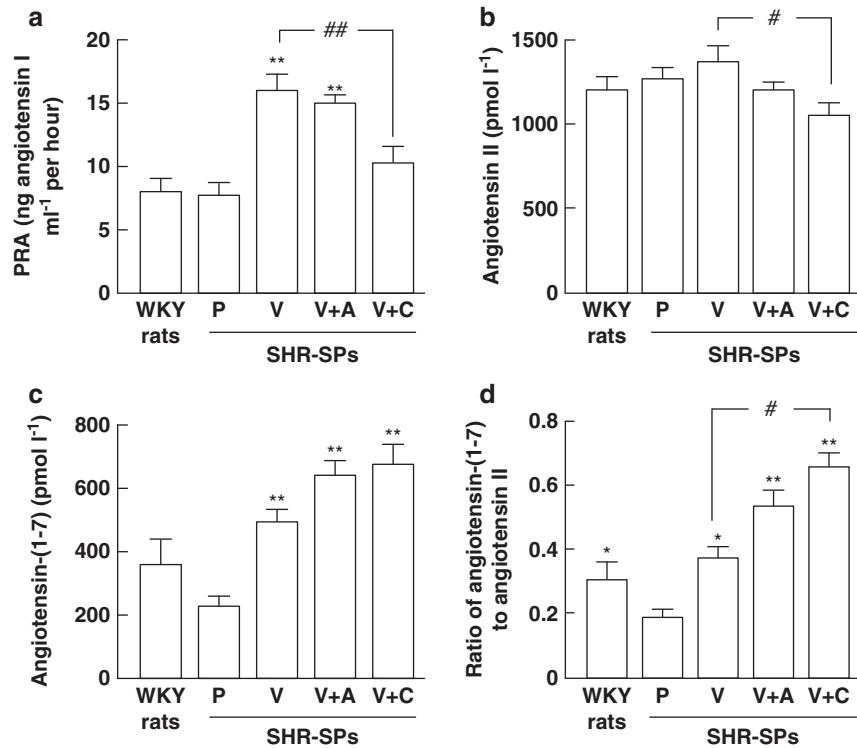 a
PRA (ng angiotensin I
ml⁻¹ per hour)
20
15
10
5
0
##
**
**
WKY
rats
P
V
V+A
V+C
SHR-SPs
b
Angiotensin II (pmol l⁻¹)
1500
1000
500
0
#
WKY
rats
P
V
V+A
V+C
SHR-SPs
c
Angiotensin-(1-7) (pmol l⁻¹)
800
600
400
200
0
**
**
**
WKY
rats
P
V
V+A
V+C
SHR-SPs
d
Ratio of angiotensin-(1-7)
to angiotensin II
0.8
0.6
0.4
0.2
0
#
*
*
**
**
WKY
rats
P
V
V+A
V+C
SHR-SPs